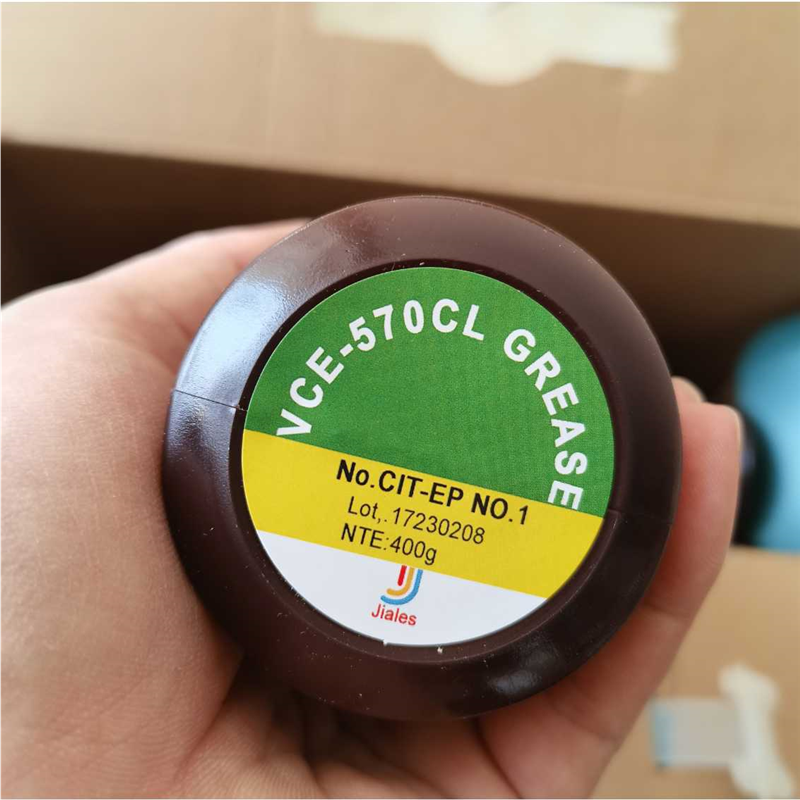 VCE-570CL GREASE
No.CIT-EP NO.1
Lot,.17230208
NTE:400g
Jiales